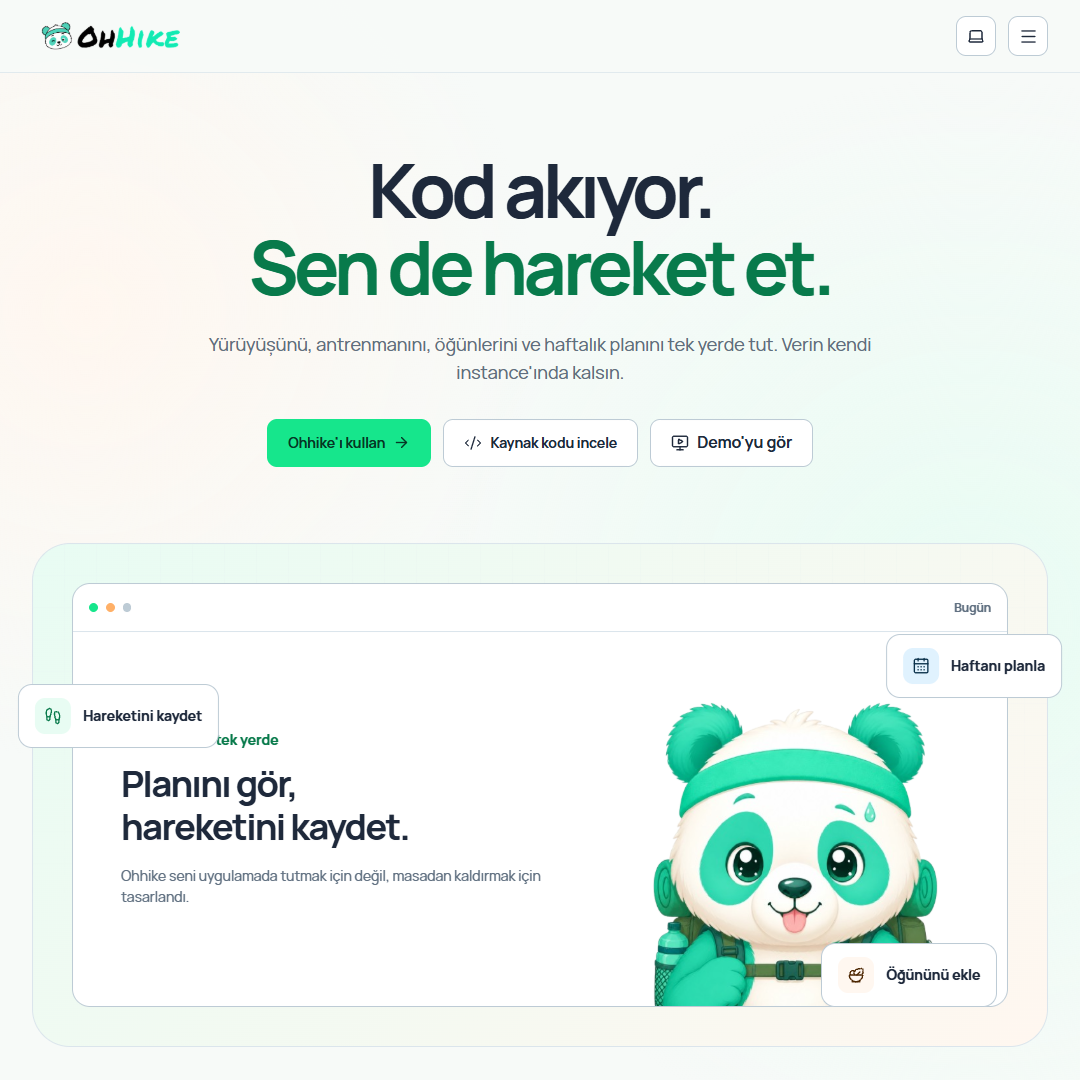 OhHike
Kod akıyor.
Sen de hareket et.
Yürüyüşünü, antrenmanını, öğünlerini ve haftalık planını tek yerde tut. Verin kendi
instance'ında kalsın.
Ohhike'ı kullan
Kaynak kodu incele
Demo'yu gör
Bugün
Haftanı planla
Hareketini kaydet
tek yerde
Planını gör,
hareketini kaydet.
Ohhike seni uygulamada tutmak için değil, masadan kaldırmak için
tasarlandı.
Öğününü ekle